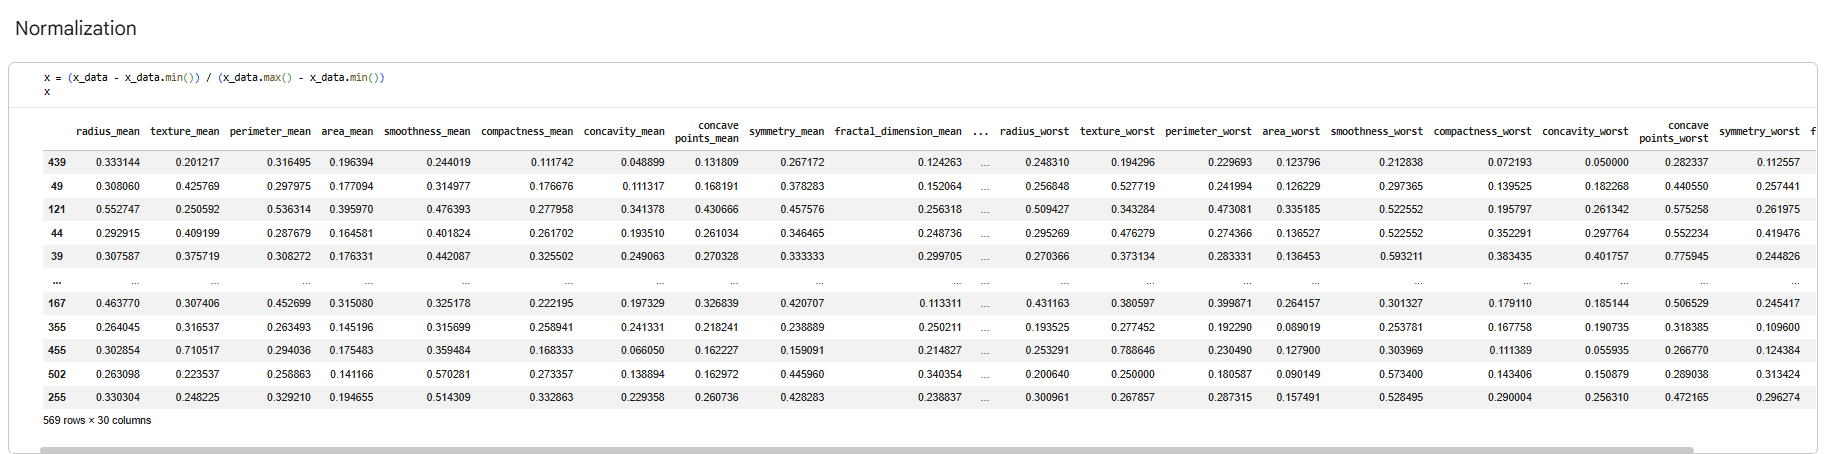 Normalization
x = (x_data - x_data.min()) / (x_data.max() - x_data.min())
x
radius_mean texture_mean perimeter_mean area_mean smoothness_mean compactness_mean concavity_mean concave points_mean symmetry_mean fractal_dimension_mean ... radius_worst texture_worst perimeter_worst area_worst smoothness_worst compactness_worst concavity_worst concave points_worst symmetry_worst f
439 0.333144 0.201217 0.316495 0.196394 0.244019 0.111742 0.048899 0.131809 0.267172 0.124263 ... 0.248310 0.194296 0.229693 0.123796 0.212838 0.072193 0.050000 0.282337 0.112557
49 0.308060 0.425769 0.297975 0.177094 0.314977 0.176676 0.111317 0.168191 0.378283 0.152064 ... 0.256848 0.527719 0.241994 0.126229 0.297365 0.139525 0.182268 0.440550 0.257441
121 0.552747 0.250592 0.536314 0.395970 0.476393 0.277958 0.341378 0.430666 0.457576 0.256318 ... 0.509427 0.343284 0.473081 0.335185 0.522552 0.195797 0.261342 0.575258 0.261975
44 0.292915 0.409199 0.287679 0.164581 0.401824 0.261702 0.193510 0.261034 0.346465 0.248736 ... 0.295269 0.476279 0.274366 0.136527 0.522552 0.352291 0.297764 0.552234 0.419476
39 0.307587 0.375719 0.308272 0.176331 0.442087 0.325502 0.249063 0.270328 0.333333 0.299705 ... 0.270366 0.373134 0.283331 0.136453 0.593211 0.383435 0.401757 0.775945 0.244826
... ... ... ... ... ... ... ... ... ... ... ... ... ... ... ... ... ... ... ... ...
167 0.463770 0.307406 0.452699 0.315080 0.325178 0.222195 0.197329 0.326839 0.420707 0.113311 ... 0.431163 0.380597 0.399871 0.264157 0.301327 0.179110 0.185144 0.506529 0.245417
355 0.264045 0.316537 0.263493 0.145196 0.315699 0.258941 0.241331 0.218241 0.238889 0.250211 ... 0.193525 0.277452 0.192290 0.089019 0.253781 0.167758 0.190735 0.318385 0.109600
455 0.302854 0.710517 0.294036 0.175483 0.359484 0.168333 0.066050 0.162227 0.159091 0.214827 ... 0.253291 0.788646 0.230490 0.127900 0.303969 0.111389 0.055935 0.266770 0.124384
502 0.263098 0.223537 0.258863 0.141166 0.570281 0.273357 0.138894 0.162972 0.445960 0.340354 ... 0.200640 0.250000 0.180587 0.090149 0.573400 0.143406 0.150879 0.289038 0.313424
255 0.330304 0.248225 0.329210 0.194655 0.514309 0.332863 0.229358 0.260736 0.428283 0.238837 ... 0.300961 0.267857 0.287315 0.157491 0.528495 0.290004 0.256310 0.472165 0.296274
569 rows × 30 columns